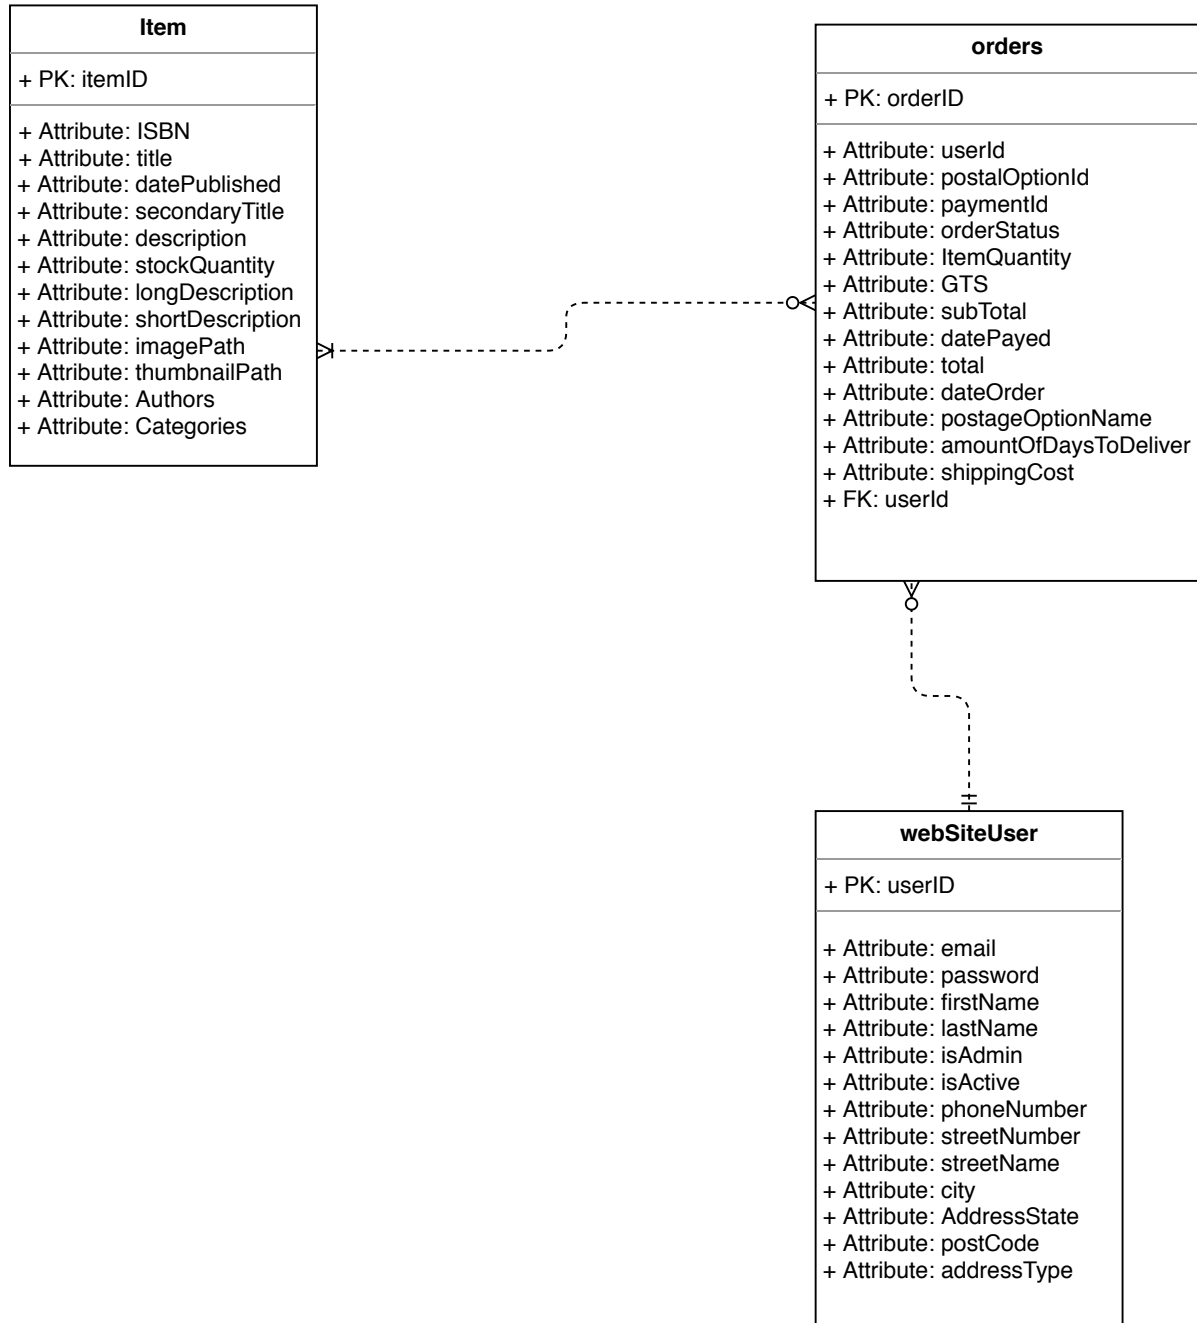 Item
+ PK: itemID
+ Attribute: ISBN
+ Attribute: title
+ Attribute: datePublished
+ Attribute: secondaryTitle
+ Attribute: description
+ Attribute: stockQuantity
+ Attribute: longDescription
+ Attribute: shortDescription
+ Attribute: imagePath
+ Attribute: thumbnailPath
+ Attribute: Authors
+ Attribute: Categories
orders
+ PK: orderID
+ Attribute: userId
+ Attribute: postalOptionId
+ Attribute: paymentId
+ Attribute: orderStatus
+ Attribute: ItemQuantity
+ Attribute: GTS
+ Attribute: subTotal
+ Attribute: datePayed
+ Attribute: total
+ Attribute: dateOrder
+ Attribute: postageOptionName
+ Attribute: amountOfDaysToDeliver
+ Attribute: shippingCost
+ FK: userId
webSiteUser
+ PK: userID
+ Attribute: email
+ Attribute: password
+ Attribute: firstName
+ Attribute: lastName
+ Attribute: isAdmin
+ Attribute: isActive
+ Attribute: phoneNumber
+ Attribute: streetNumber
+ Attribute: streetName
+ Attribute: city
+ Attribute: AddressState
+ Attribute: postCode
+ Attribute: addressType